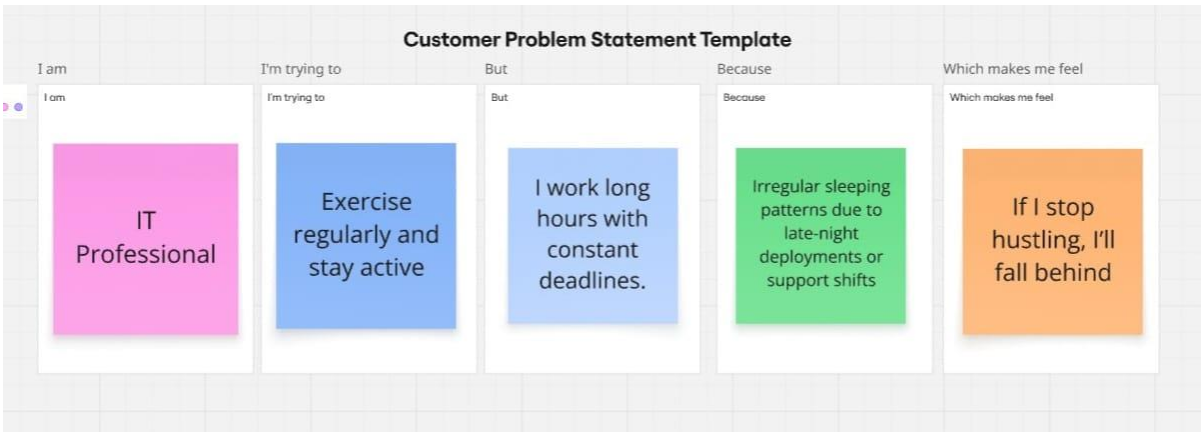 Customer Problem Statement Template
I am
I'm trying to
But
Because
Which makes me feel
I am
I'm trying to
But
Because
Which makes me feel
IT
Professional
Exercise
regularly and
stay active
I work long
hours with
constant
deadlines.
Irregular sleeping
patterns due to
late-night
deployments or
support shifts
If I stop
hustling, I’ll
fall behind